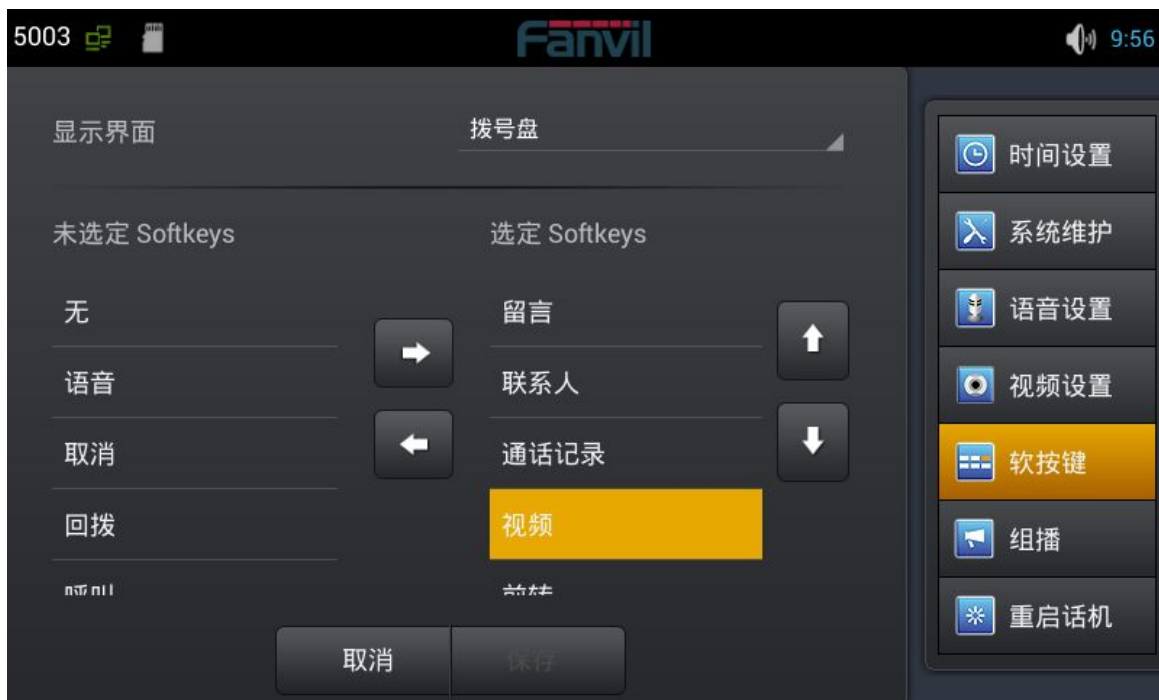 5003
Fanvil
9:56
显示界面
拨号盘
未选定 Softkeys
选定 Softkeys
无
语音
取消
回拨
留言
联系人
通话记录
视频
取消
保存
时间设置
系统维护
语音设置
视频设置
软按键
组播
重启话机